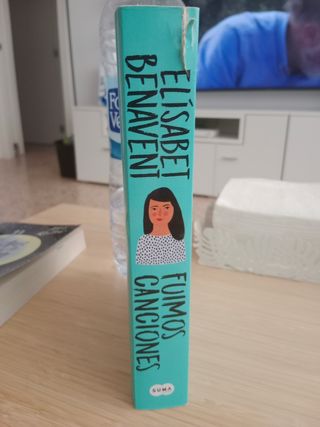 ELÍSABET
BENAVENT
FUIMOS
CANCIONES
SUMA